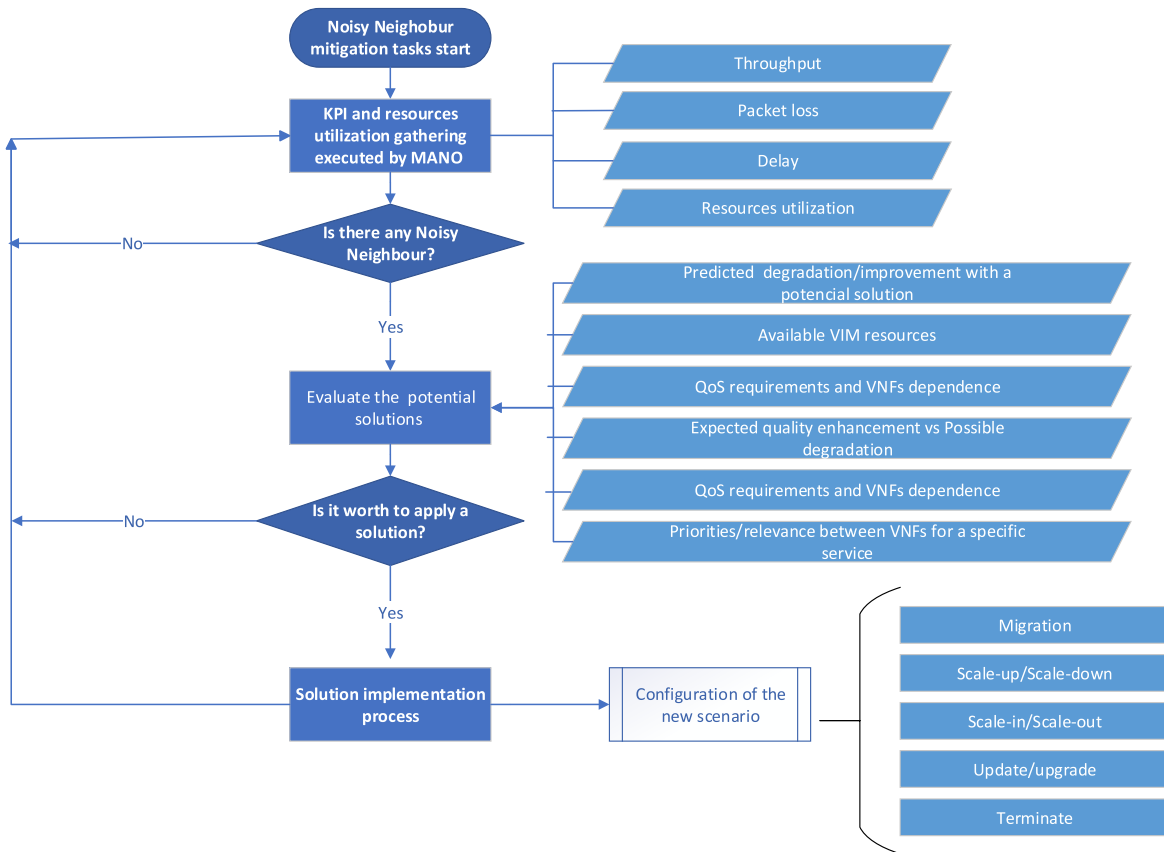 Noisy Neighobur
mitigation tasks start
KPI and resources
utilization gathering
executed by MANO
Throughput
Packet loss
Delay
Resources utilization
Is there any Noisy
Neighbour?
No
Yes
Predicted degradation/improvement with a
potencial solution
Available VIM resources
QoS requirements and VNFs dependence
Expected quality enhancement vs Possible
degradation
QoS requirements and VNFs dependence
Priorities/relevance between VNFs for a specific
service
Evaluate the potential
solutions
Is it worth to apply a
solution?
No
Yes
Solution implementation
process
Configuration of the
new scenario
Migration
Scale-up/Scale-down
Scale-in/Scale-out
Update/upgrade
Terminate